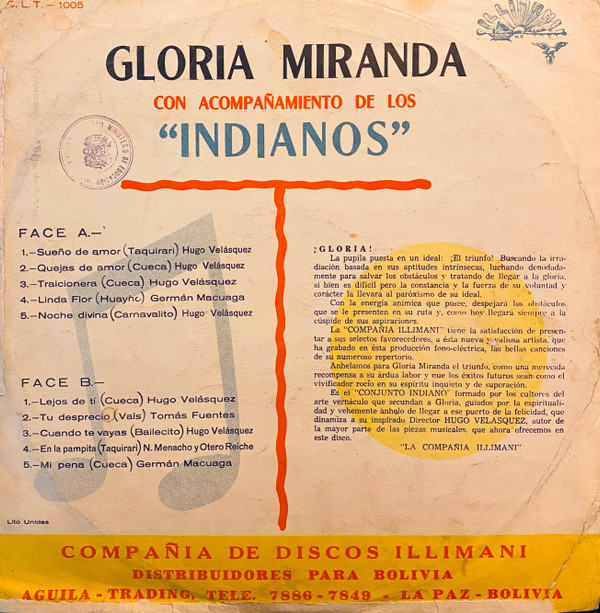 C. L. T. - 1005
ILLIMANI
GLORIA MIRANDA
CON ACOMPAÑAMIENTO DE LOS
"INDIANOS"
FACE A.-
1.-Sueño de amor (Taquirari) Hugo Velásquez
2.-Quejas de amor (Cueca) Hugo Velásquez
3.-Traicionera (Cueca) Hugo Velásquez
4.-Linda Flor (Huayño) Germán Macuaga
5.-Noche divina (Carnavalito) Hugo Velásquez
FACE B.-
1.-Lejos de tí (Cueca) Hugo Velásquez
2.-Tu desprecio (Vals) Tomás Fuentes
3.-Cuando te vayas (Bailecito) Hugo Velásquez
4.-En la pampita (Taquirari) N. Menacho y Otero Reiche
5.-Mi pena (Cueca) Germán Macuaga
Lito Unidas
¡GLORIA!
La pupila puesta en un ideal: ¡El triunfo! Buscando la irra-
diación basada en sus aptitudes intrínsecas, luchando denodada-
mente para salvar los obstáculos y tratando de llegar a la gloria,
si bien es difícil pero la constancia y la fuerza de su voluntad y
carácter la llevará al paróxismo de su ideal.
Con la energía anímica que posee, despejará los obstáculos
que se le presenten en su ruta y, como hoy llegará siempre a la
cúspide de sus aspiraciones.
La "COMPAÑIA ILLIMANI" tiene la satisfacción de presen-
tar a sus selectos favorecedores, a ésta nueva y valiosa artista, que
ha grabado en ésta producción fono-eléctrica, las bellas canciones
de su numeroso repertorio.
Anhelamos para Gloria Miranda el triunfo, como una merecida
recompensa a su árdua labor y que los éxitos futuros sean como el
vivificador rocío en su espíritu inquieto y de superación.
Es el "CONJUNTO INDIANO" formado por los cultores del
arte vernáculo que secundan a Gloria, guiados por la espirituali-
dad y vehemente anhelo de llegar a ese puerto de la felicidad, que
dinamiza a su inspirado Director HUGO VELASQUEZ, autor de
la mayor parte de las piezas musicales, que ahora ofrecemos en
este disco.
"LA COMPAÑIA ILLIMANI"
COMPAÑIA DE DISCOS ILLIMANI
DISTRIBUIDORES PARA BOLIVIA
AGUILA - TRADING. TELE. 7886 - 7849 - LA PAZ - BOLIVIA